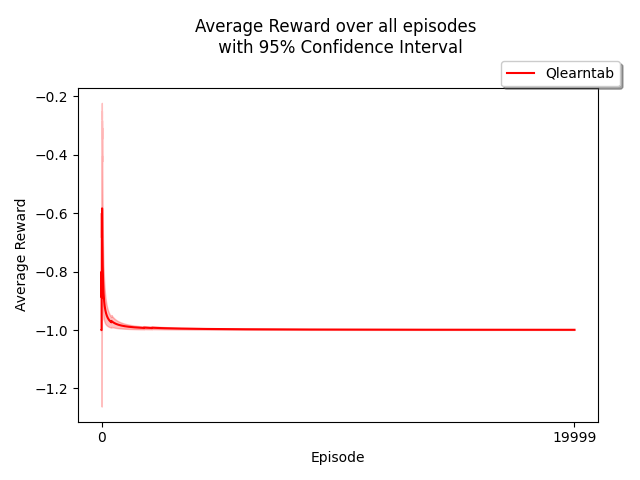 Average Reward over all episodes
with 95% Confidence Interval
Qlearntab
−0.2
−0.4
−0.6
−0.8
−1.0
−1.2
Average Reward
0
19999
Episode